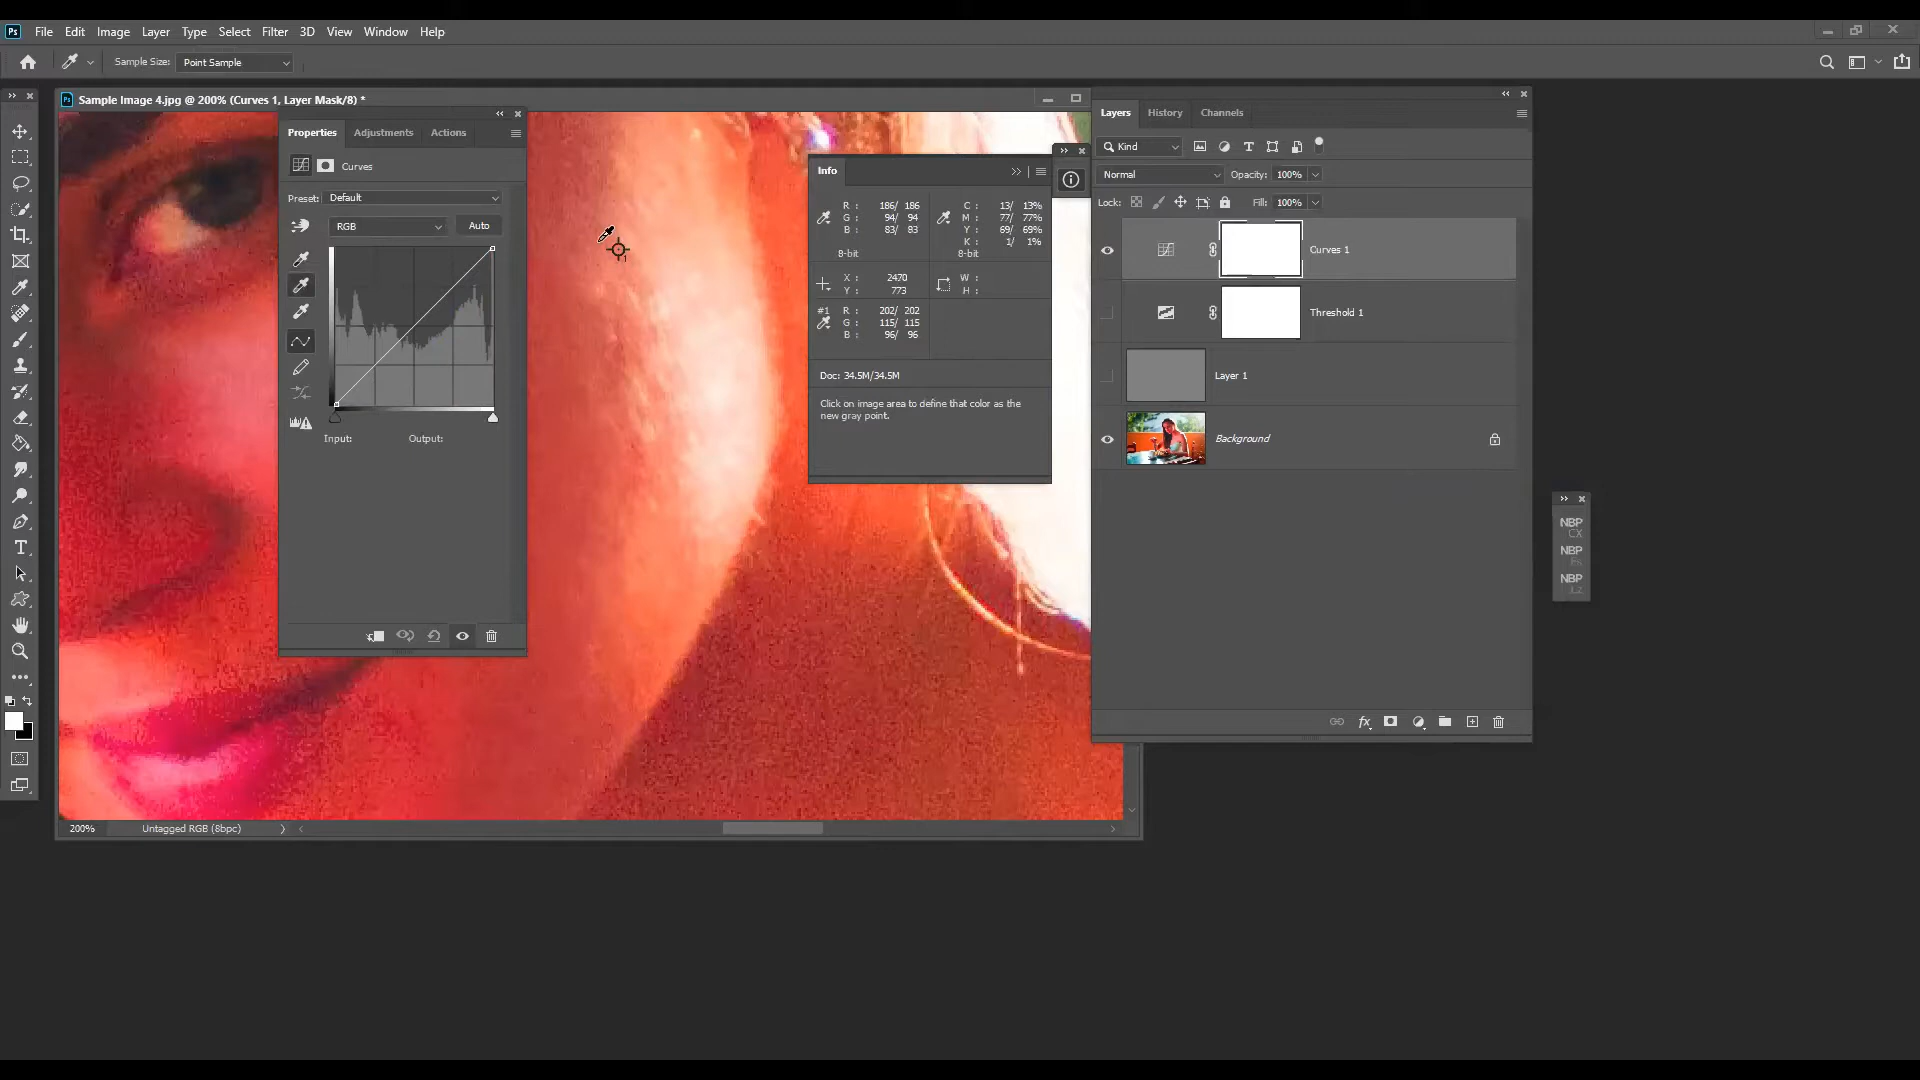 Ps File Edit Image Layer Type Select Filter 3D View Window Help
Sample Size: Point Sample
Ps Sample Image 4.jpg @ 200% (Curves 1, Layer Mask/8) *
Properties Adjustments Actions
Curves
Preset: Default
RGB Auto
Input: Output:
Info
R : 186/ 186 C : 13/ 13%
G : 94/ 94 M : 77/ 77%
B : 83/ 83 Y : 69/ 69%
K : 1/ 1%
8-bit 8-bit
X : 2470 W :
Y : 773 H :
#1 R : 202/ 202
G : 115/ 115
B : 96/ 96
Doc: 34.5M/34.5M
Click on image area to define that color as the
new gray point.
1
Layers History Channels
Kind
Normal Opacity: 100%
Lock: Fill: 100%
Curves 1
Threshold 1
Layer 1
Background
fx
NBP
CX
NBP
NBP
LZ
200% Untagged RGB (8bpc)